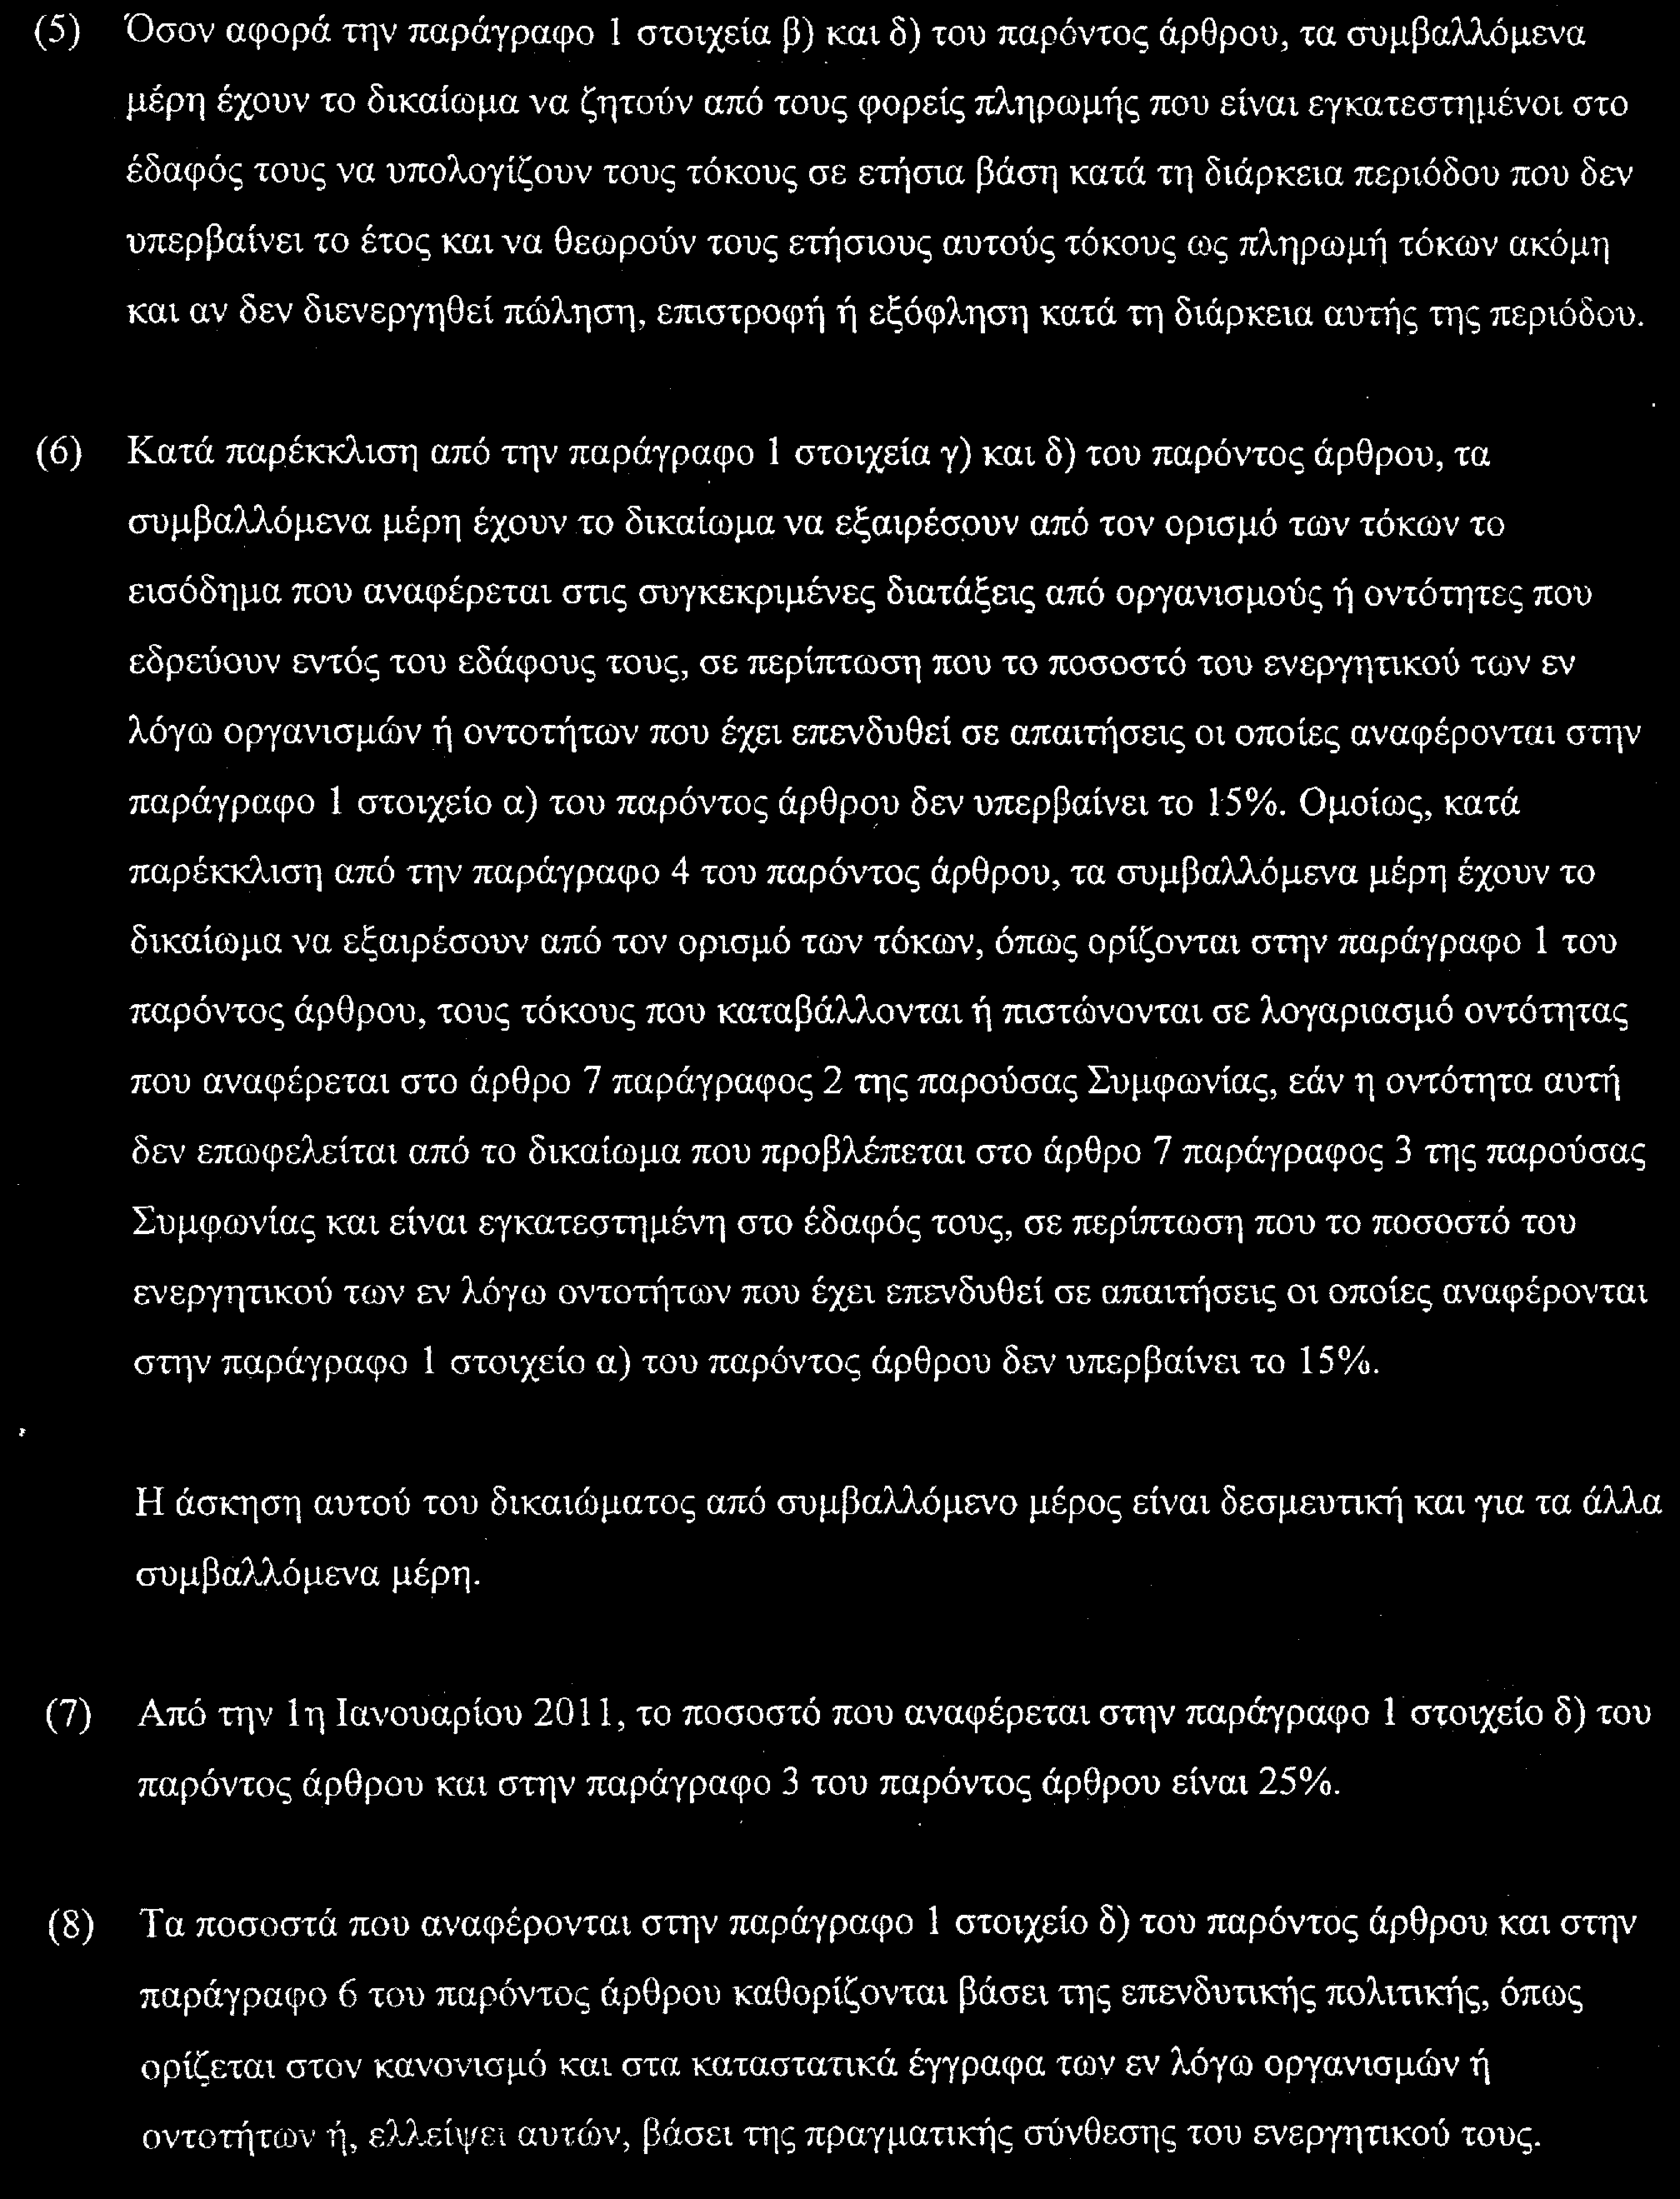 (5) Όσον αφορά την παράγραφο 1 στοιχεία β) και δ) του παρόντος άρθρου, τα συμβαλλόμενα
μέρη έχουν το δικαίωμα να ζητούν από τους φορείς πληρωμής που είναι εγκατεστημένοι στο
έδαφός τους να υπολογίζουν τους τόκους σε ετήσια βάση κατά τη διάρκεια περιόδου που δεν
υπερβαίνει το έτος και να θεωρούν τους ετήσιους αυτούς τόκους ως πληρωμή τόκων ακόμη
και αν δεν διενεργηθεί πώληση, επιστροφή ή εξόφληση κατά τη διάρκεια αυτής της περιόδου.
(6) Κατά παρέκκλιση από την παράγραφο 1 στοιχεία γ) και δ) του παρόντος άρθρου, τα
συμβαλλόμενα μέρη έχουν το δικαίωμα να εξαιρέσουν από τον ορισμό των τόκων το
εισόδημα που αναφέρεται στις συγκεκριμένες διατάξεις από οργανισμούς ή οντότητες που
εδρεύουν εντός του εδάφους τους, σε περίπτωση που το ποσοστό του ενεργητικού των εν
λόγω οργανισμών ή οντοτήτων που έχει επενδυθεί σε απαιτήσεις οι οποίες αναφέρονται στην
παράγραφο 1 στοιχείο α) του παρόντος άρθρου δεν υπερβαίνει το 15%. Ομοίως, κατά
παρέκκλιση από την παράγραφο 4 του παρόντος άρθρου, τα συμβαλλόμενα μέρη έχουν το
δικαίωμα να εξαιρέσουν από τον ορισμό των τόκων, όπως ορίζονται στην παράγραφο 1 του
παρόντος άρθρου, τους τόκους που καταβάλλονται ή πιστώνονται σε λογαριασμό οντότητας
που αναφέρεται στο άρθρο 7 παράγραφος 2 της παρούσας Συμφωνίας, εάν η οντότητα αυτή
δεν επωφελείται από το δικαίωμα που προβλέπεται στο άρθρο 7 παράγραφος 3 της παρούσας
Συμφωνίας και είναι εγκατεστημένη στο έδαφός τους, σε περίπτωση που το ποσοστό του
ενεργητικού των εν λόγω οντοτήτων που έχει επενδυθεί σε απαιτήσεις οι οποίες αναφέρονται
στην παράγραφο 1 στοιχείο α) του παρόντος άρθρου δεν υπερβαίνει το 15%.
Η άσκηση αυτού του δικαιώματος από συμβαλλόμενο μέρος είναι δεσμευτική και για τα άλλα
συμβαλλόμενα μέρη.
(7) Από την 1η Ιανουαρίου 2011, το ποσοστό που αναφέρεται στην παράγραφο 1 στοιχείο δ) του
παρόντος άρθρου και στην παράγραφο 3 του παρόντος άρθρου είναι 25%.
(8) Τα ποσοστά που αναφέρονται στην παράγραφο 1 στοιχείο δ) του παρόντος άρθρου και στην
παράγραφο 6 του παρόντος άρθρου καθορίζονται βάσει της επενδυτικής πολιτικής, όπως
ορίζεται στον κανονισμό και στα καταστατικά έγγραφα των εν λόγω οργανισμών ή
οντοτήτων ή, ελλείψει αυτών, βάσει της πραγματικής σύνθεσης του ενεργητικού τους.